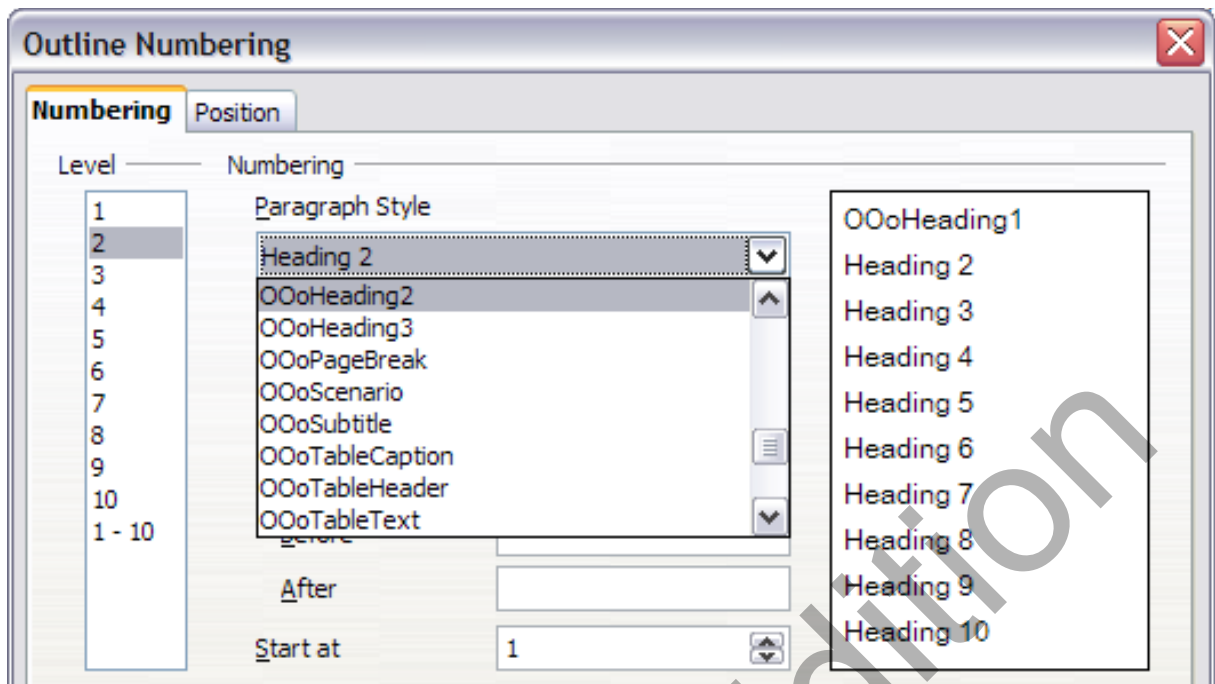 Outline Numbering
Numbering Position
Level
Numbering
1
2
3
4
5
6
7
8
9
10
1 - 10
Paragraph Style
Heading 2
OOoHeading2
OOoHeading3
OOoPageBreak
OOoScenario
OOoSubtitle
OOoTableCaption
OOoTableHeader
OOoTableText
Before
After
Start at 1
OOoHeading1
Heading 2
Heading 3
Heading 4
Heading 5
Heading 6
Heading 7
Heading 8
Heading 9
Heading 10
dition